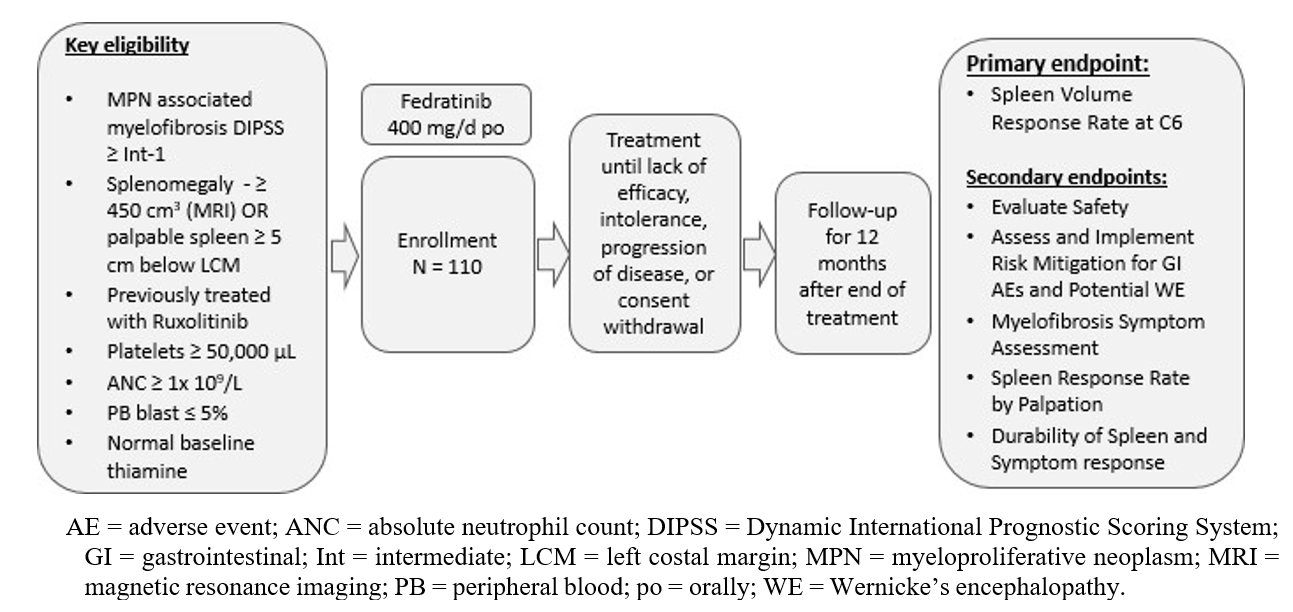 Key eligibility
• MPN associated
myelofibrosis DIPSS
≥ Int-1
• Splenomegaly - ≥
450 cm³ (MRI) OR
palpable spleen ≥ 5
cm below LCM
• Previously treated
with Ruxolitinib
• Platelets ≥ 50,000 µL
• ANC ≥ 1x 10⁹/L
• PB blast ≤ 5%
• Normal baseline
thiamine
Fedratinib
400 mg/d po
Enrollment
N = 110
Treatment
until lack of
efficacy,
intolerance,
progression
of disease, or
consent
withdrawal
Follow-up
for 12
months
after end of
treatment
Primary endpoint:
• Spleen Volume
Response Rate at C6
Secondary endpoints:
• Evaluate Safety
• Assess and Implement
Risk Mitigation for GI
AEs and Potential WE
• Myelofibrosis Symptom
Assessment
• Spleen Response Rate
by Palpation
• Durability of Spleen and
Symptom response
AE = adverse event; ANC = absolute neutrophil count; DIPSS = Dynamic International Prognostic Scoring System;
GI = gastrointestinal; Int = intermediate; LCM = left costal margin; MPN = myeloproliferative neoplasm; MRI =
magnetic resonance imaging; PB = peripheral blood; po = orally; WE = Wernicke’s encephalopathy.